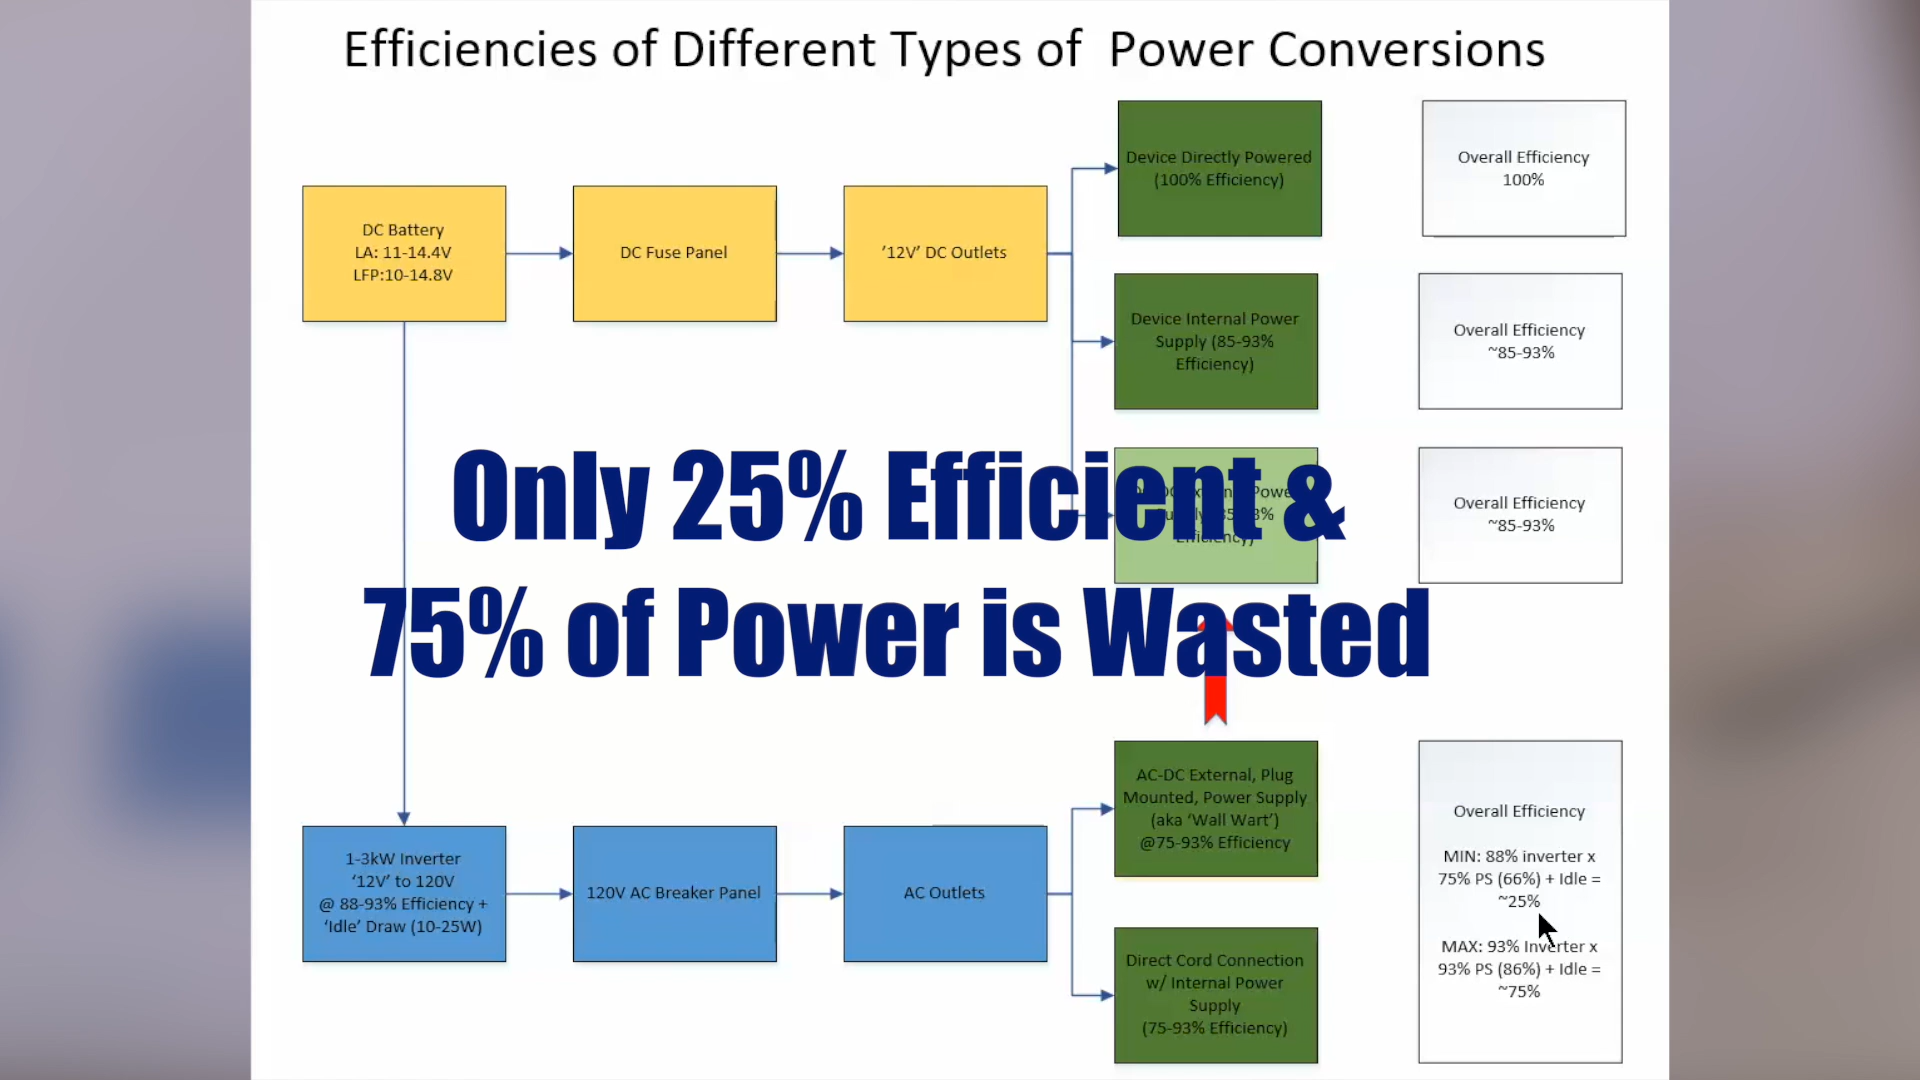 Efficiencies of Different Types of Power Conversions
Device Directly Powered
(100% Efficiency)
Overall Efficiency
100%
DC Battery
LA: 11-14.4V
LFP:10-14.8V
DC Fuse Panel
'12V' DC Outlets
Device Internal Power
Supply (85-93%
Efficiency)
Overall Efficiency
~85-93%
Only 25% Efficient &
75% of Power is Wasted
Efficiency)
Overall Efficiency
~85-93%
1-3kW Inverter
'12V' to 120V
@ 88-93% Efficiency +
'Idle' Draw (10-25W)
120V AC Breaker Panel
AC Outlets
AC-DC External, Plug
Mounted, Power Supply
(aka 'Wall Wart')
@75-93% Efficiency
Direct Cord Connection
w/ Internal Power
Supply
(75-93% Efficiency)
Overall Efficiency
MIN: 88% inverter x
75% PS (66%) + Idle =
~25%
MAX: 93% Inverter x
93% PS (86%) + Idle =
~75%